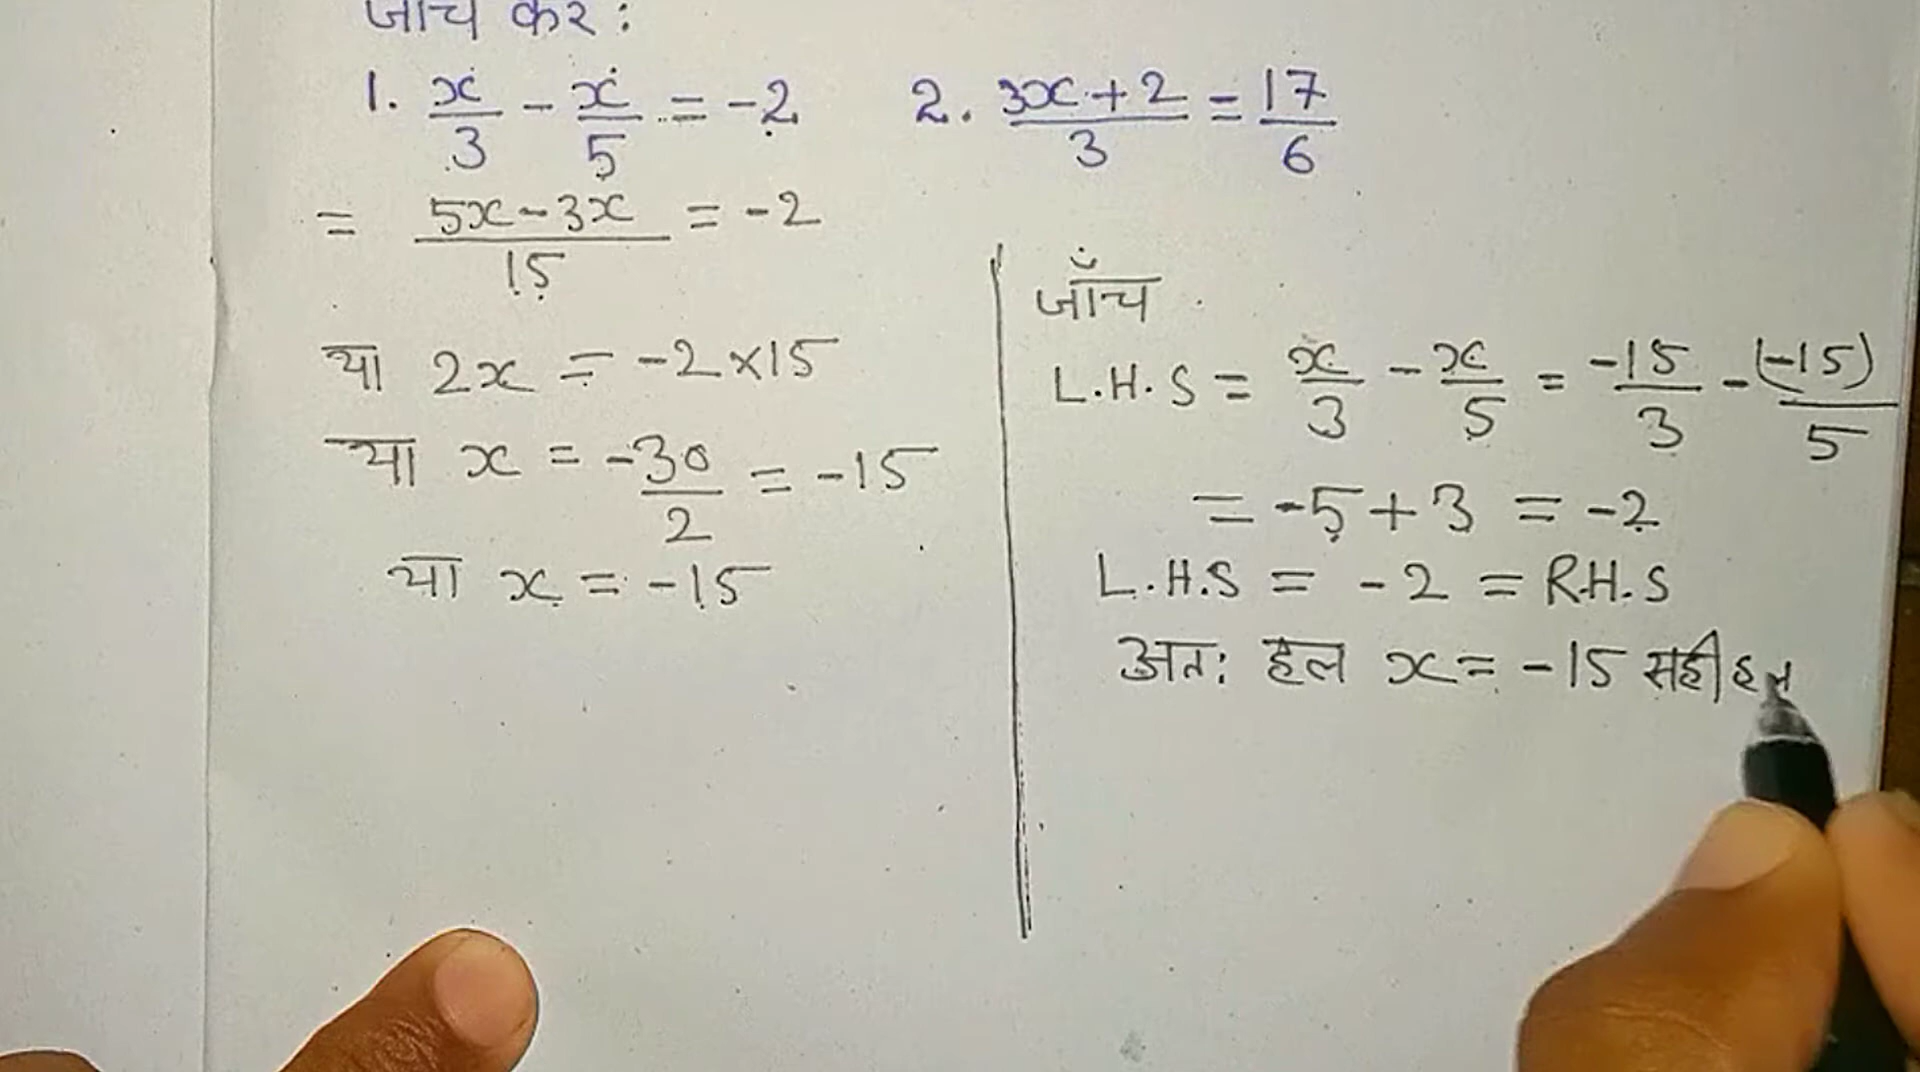 जाँच करें :
1. x/3 - x/5 = -2    2. (3x+2)/3 = 17/6
= (5x-3x)/15 = -2
या 2x = -2×15
या x = -30/2 = -15
या x = -15
जाँच
L.H.S = x/3 - x/5 = -15/3 - (-15)/5
= -5+3 = -2
L.H.S = -2 = R.H.S
अतः हल x = -15 सही